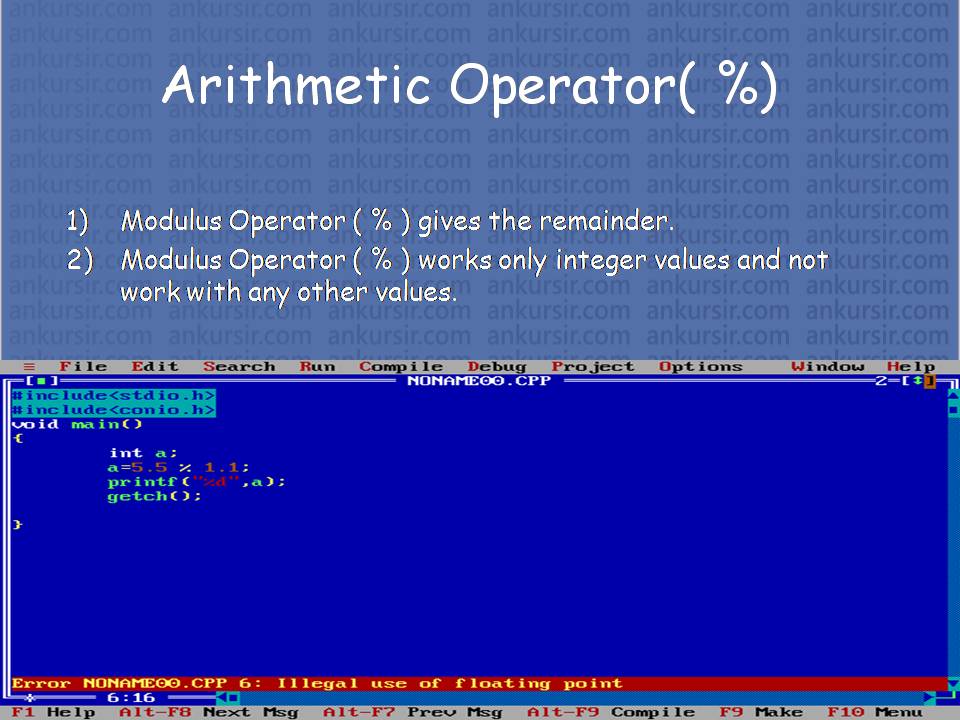 Arithmetic Operator( %)
1) Modulus Operator ( % ) gives the remainder.
2) Modulus Operator ( % ) works only integer values and not
work with any other values.
≡ File Edit Search Run Compile Debug Project Options Window Help
[■] NONAME00.CPP 2=[↕]
#include<stdio.h>
#include<conio.h>
void main()
{
int a;
a=5.5 % 1.1;
printf("%d",a);
getch();
}
Error NONAME00.CPP 6: Illegal use of floating point
6:16
F1 Help Alt-F8 Next Msg Alt-F7 Prev Msg Alt-F9 Compile F9 Make F10 Menu
ankursir.com